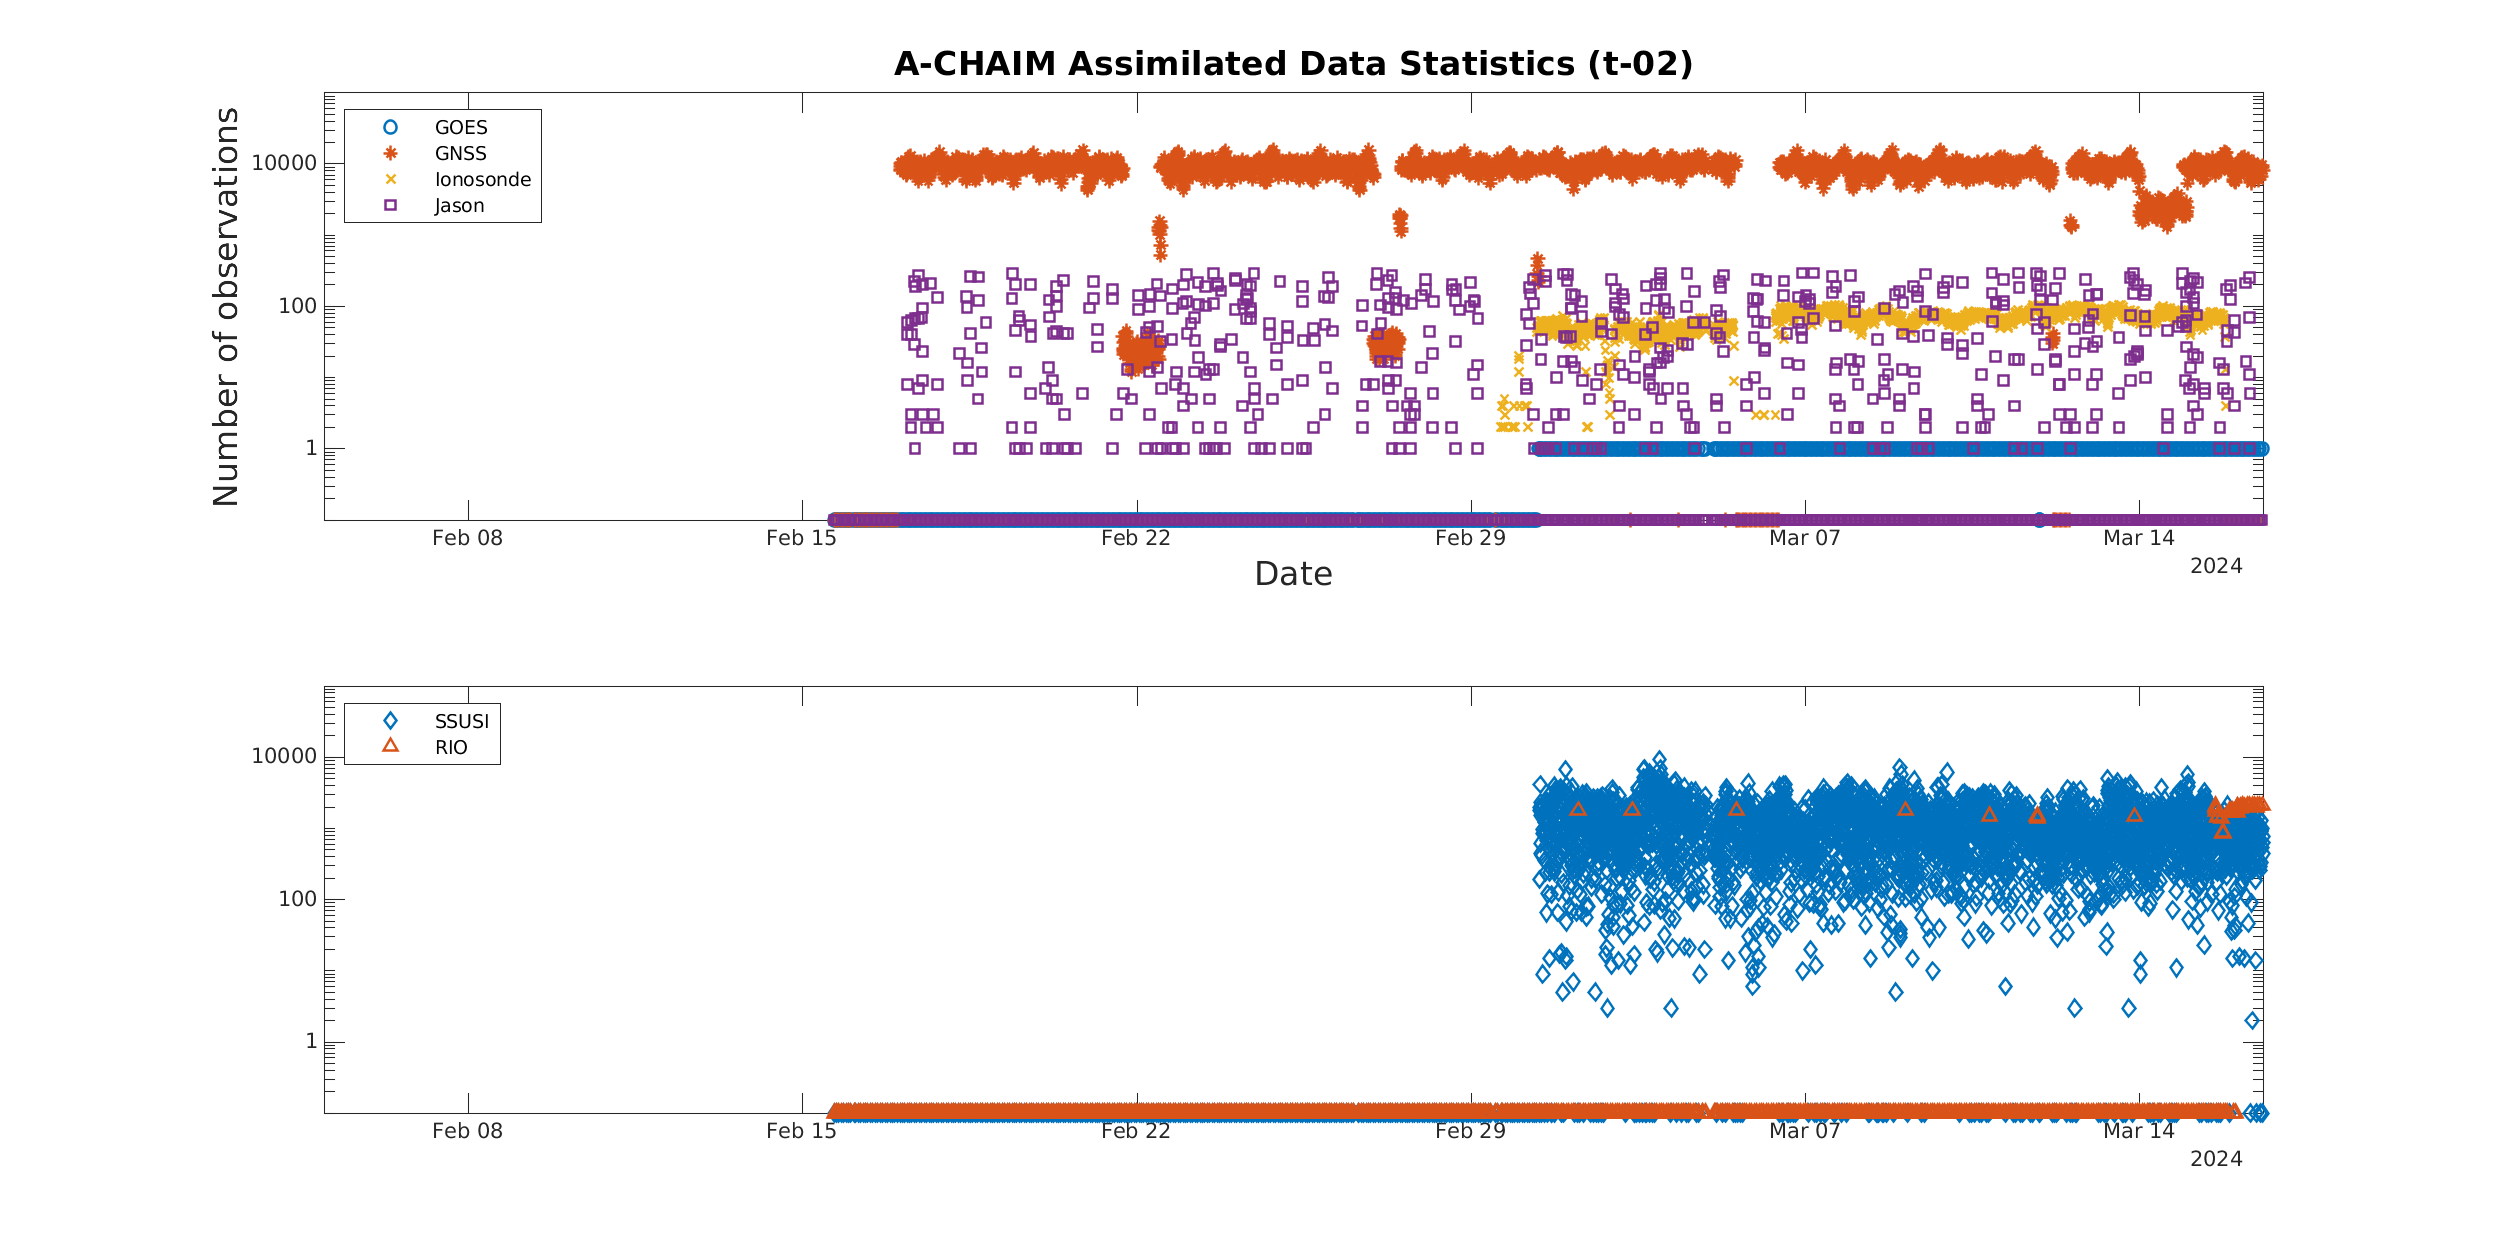 A-CHAIM Assimilated Data Statistics (t-02)
Number of observations
10000
100
1
GOES
GNSS
Ionosonde
Jason
Feb 08
Feb 15
Feb 22
Feb 29
Mar 07
Mar 14
2024
Date
10000
100
1
SSUSI
RIO
Feb 08
Feb 15
Feb 22
Feb 29
Mar 07
Mar 14
2024